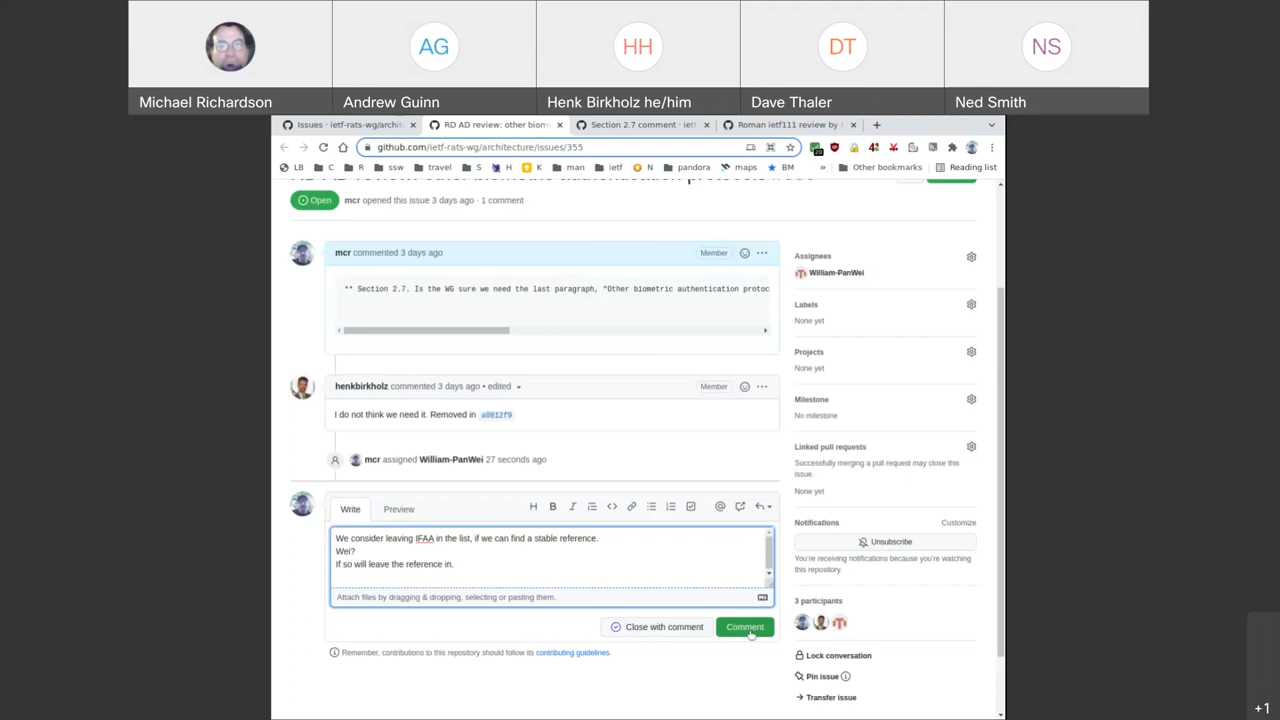 AG
HH
DT
NS
Michael Richardson
Andrew Guinn
Henk Birkholz he/him
Dave Thaler
Ned Smith
Issues · ietf-rats-wg/archit
RD AD review: other biom
Section 2.7 comment · ietf
Roman ietf111 review by
github.com/ietf-rats-wg/architecture/issues/355
20
LB
C
R
ssw
travel
S
H
K
man
ietf
N
pandora
maps
BM
»
Other bookmarks
Reading list
Open
mcr opened this issue 3 days ago · 1 comment
mcr commented 3 days ago
Member
** Section 2.7. Is the WG sure we need the last paragraph, "Other biometric authentication protoc
henkbirkholz commented 3 days ago • edited
Member
I do not think we need it. Removed in a0812f9
mcr assigned William-PanWei 27 seconds ago
Write
Preview
We consider leaving IFAA in the list, if we can find a stable reference.
Wei?
If so will leave the reference in.
Attach files by dragging & dropping, selecting or pasting them.
Close with comment
Comment
Remember, contributions to this repository should follow its contributing guidelines.
Assignees
William-PanWei
Labels
None yet
Projects
None yet
Milestone
No milestone
Linked pull requests
Successfully merging a pull request may close this
issue.
None yet
Notifications
Customize
Unsubscribe
You're receiving notifications because you're watching
this repository.
3 participants
Lock conversation
Pin issue
Transfer issue
+1